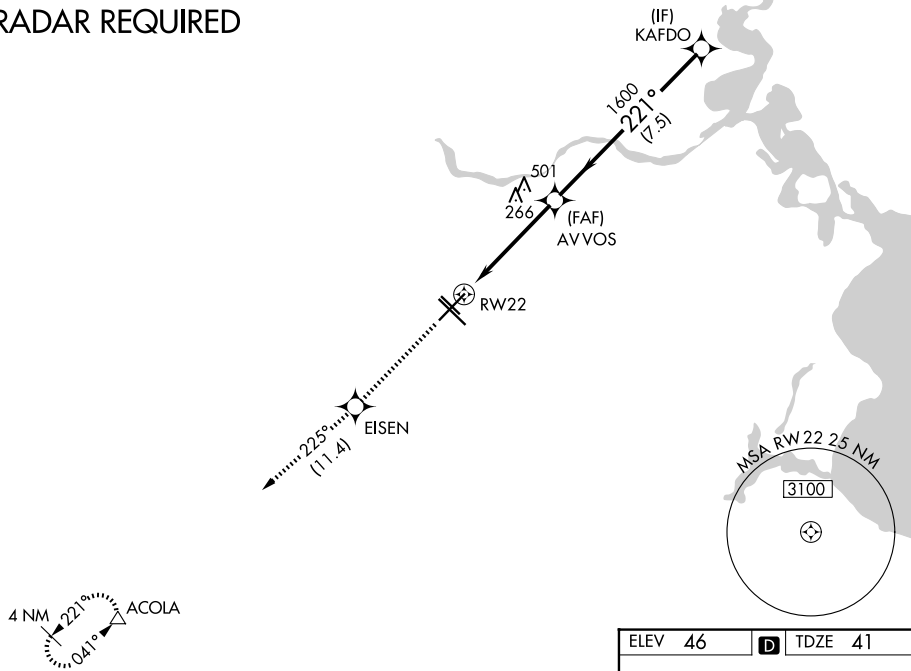 RADAR REQUIRED
(IF)
KAFDO
1600
221°
(7.5)
501
266
(FAF)
AVVOS
RW22
EISEN
225°
(11.4)
MSA RW22 25 NM
3100
4 NM
221°
041°
ACOLA
ELEV 46 D TDZE 41